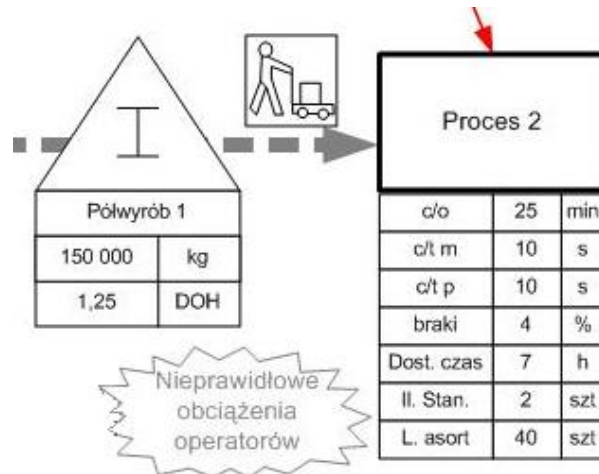 I
Półwyrób 1
150 000 kg
1,25 DOH
Nieprawidłowe
obciążenia
operatorów
Proces 2
c/o 25 min
c/t m 10 s
c/t p 10 s
braki 4 %
Dost. czas 7 h
Il. Stan. 2 szt
L. asort 40 szt